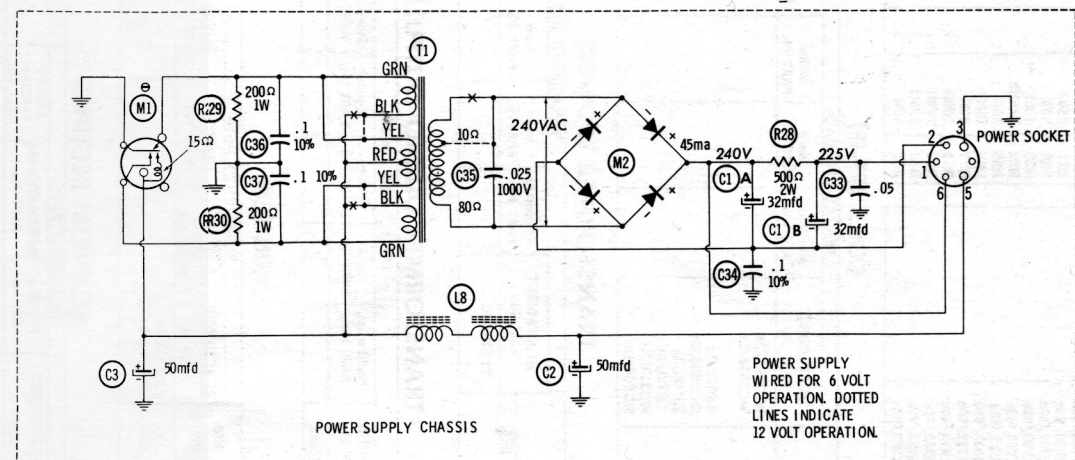 T1
GRN
M1
R29
200Ω
1W
15Ω
C36
.1
10%
BLK
YEL
RED
YEL
BLK
GRN
C37
.1 10%
R30
200Ω
1W
10Ω
80Ω
240VAC
C35
.025
1000V
M2
45ma
240V
R28
500Ω
2W
225V
C1 A
32mfd
C1 B
32mfd
C33
.05
C34
.1
10%
2
3
1
6
5
POWER SOCKET
L8
C3
50mfd
C2
50mfd
POWER SUPPLY CHASSIS
POWER SUPPLY
WIRED FOR 6 VOLT
OPERATION. DOTTED
LINES INDICATE
12 VOLT OPERATION.